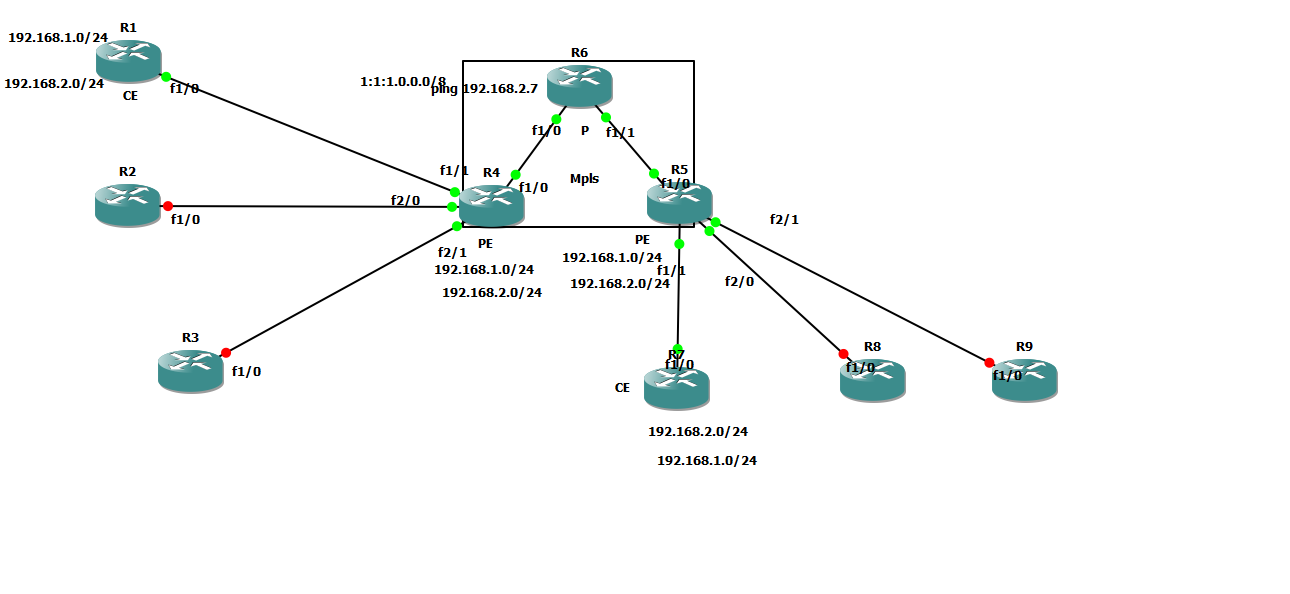 R1
192.168.1.0/24
192.168.2.0/24
f1/0
CE
R6
1:1:1.0.0.0/8
ping 192.168.2.7
f1/0
P
f1/1
R2
f1/0
f1/1
R4
f1/0
f2/0
Mpls
R5
f1/0
f2/1
PE
f2/1
192.168.1.0/24
192.168.2.0/24
PE
192.168.1.0/24
f1/1
192.168.2.0/24
f2/0
R3
f1/0
R7
f1/0
CE
R8
f1/0
R9
f1/0
192.168.2.0/24
192.168.1.0/24